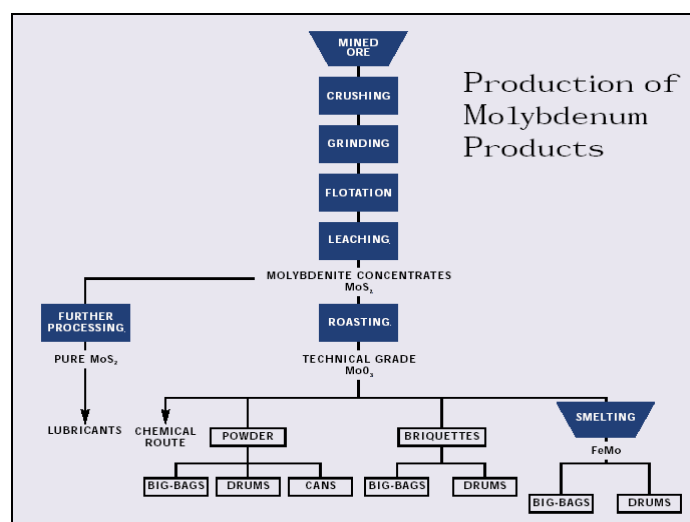 MINED
ORE
Production of
Molybdenum
Products
CRUSHING
GRINDING
FLOTATION
LEACHING
MOLYBDENITE CONCENTRATES
MoS₂
FURTHER
PROCESSING
ROASTING
PURE MoS₂
TECHNICAL GRADE
MoO₃
LUBRICANTS
CHEMICAL
ROUTE
POWDER
BRIQUETTES
SMELTING
FeMo
BIG-BAGS DRUMS CANS BIG-BAGS DRUMS
BIG-BAGS DRUMS